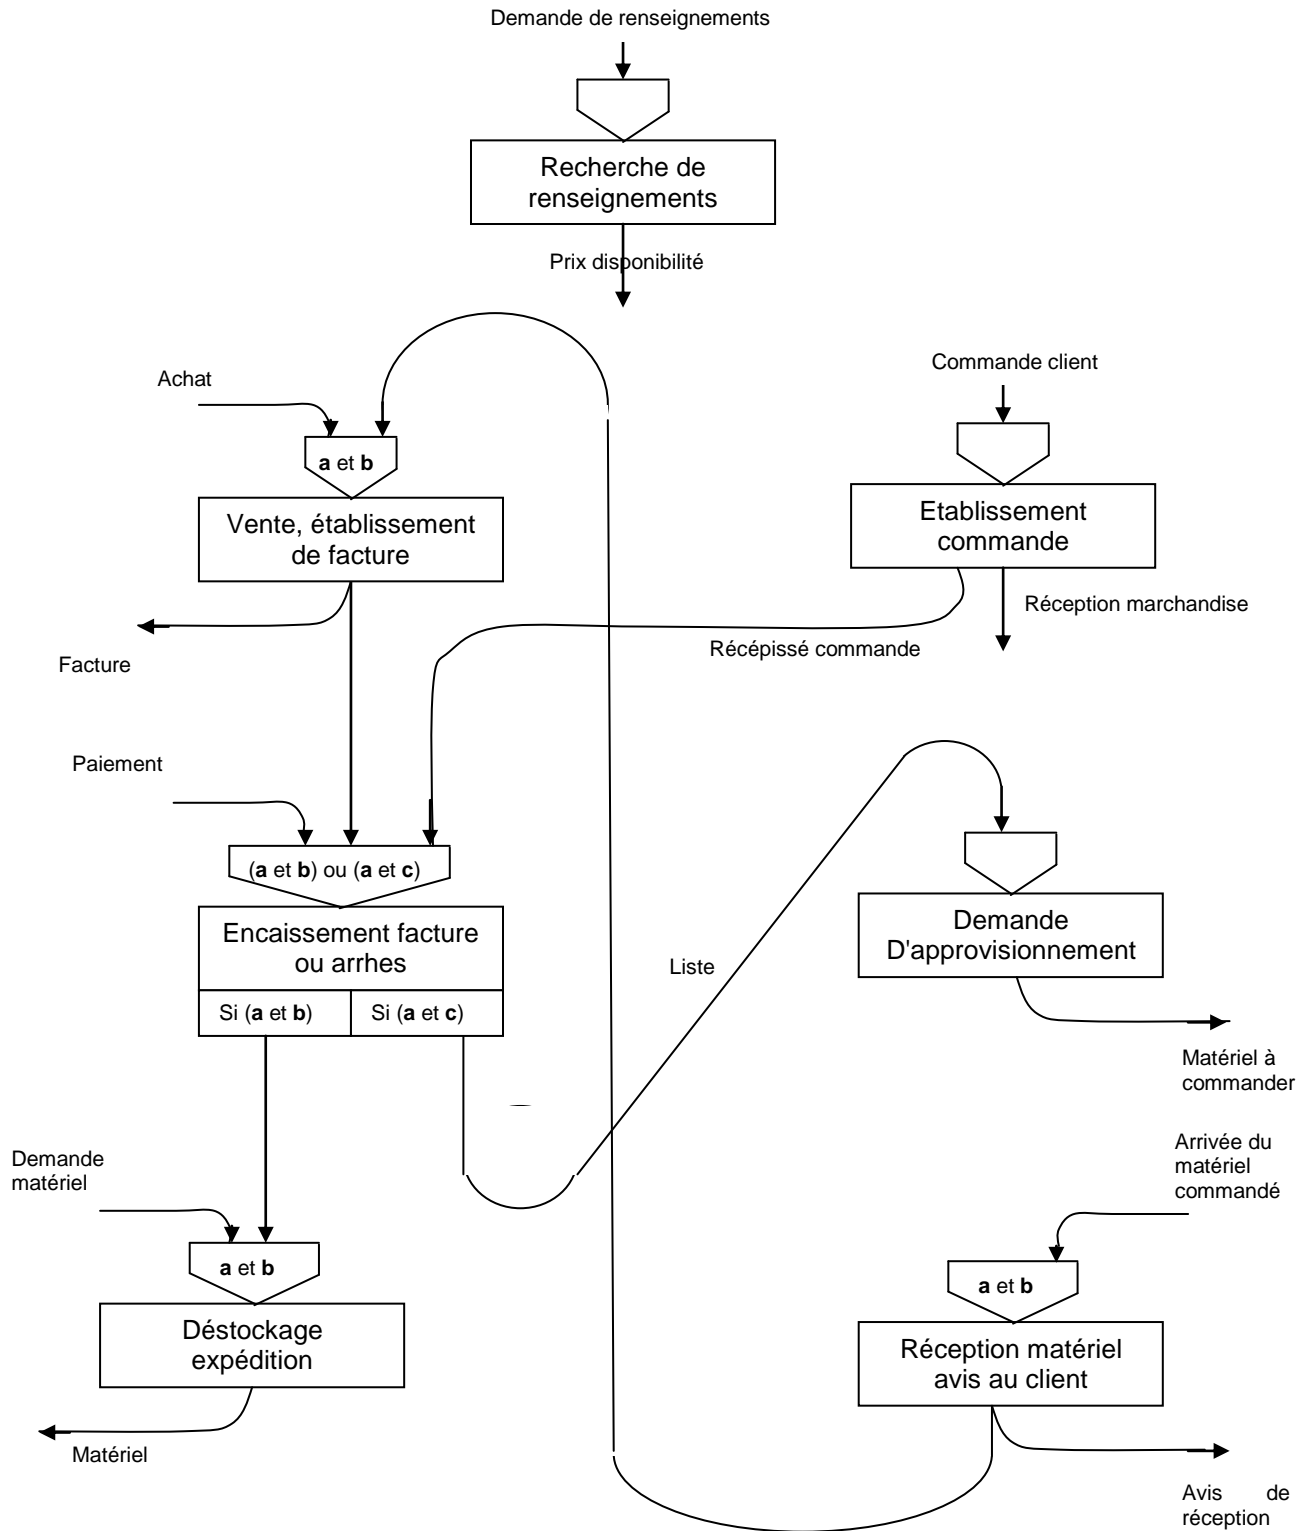 Demande de renseignements
Recherche de
renseignements
Prix disponibilité
Achat
Commande client
a et b
Vente, établissement
de facture
Etablissement
commande
Réception marchandise
Récépissé commande
Facture
Paiement
(a et b) ou (a et c)
Encaissement facture
ou arrhes
Si (a et b)
Si (a et c)
Liste
Demande
D'approvisionnement
Matériel à
commander
Demande
matériel
Arrivée du
matériel
commandé
a et b
Déstockage
expédition
Matériel
a et b
Réception matériel
avis au client
Avis de
réception